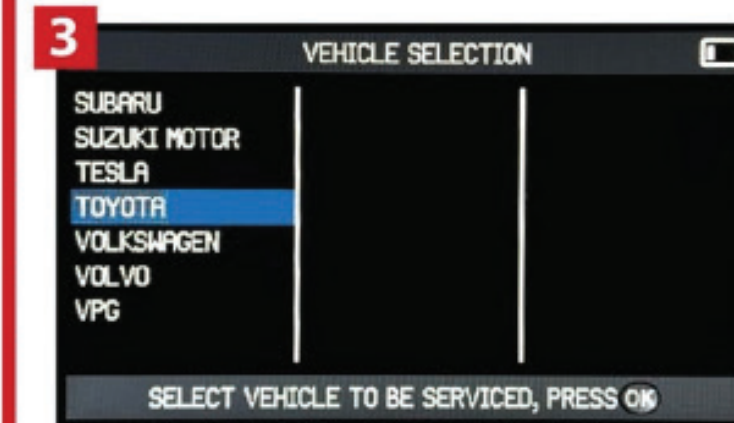 3
VEHICLE SELECTION
SUBARU
SUZUKI MOTOR
TESLA
TOYOTA
VOLKSWAGEN
VOLVO
VPG
SELECT VEHICLE TO BE SERVICED, PRESS OK